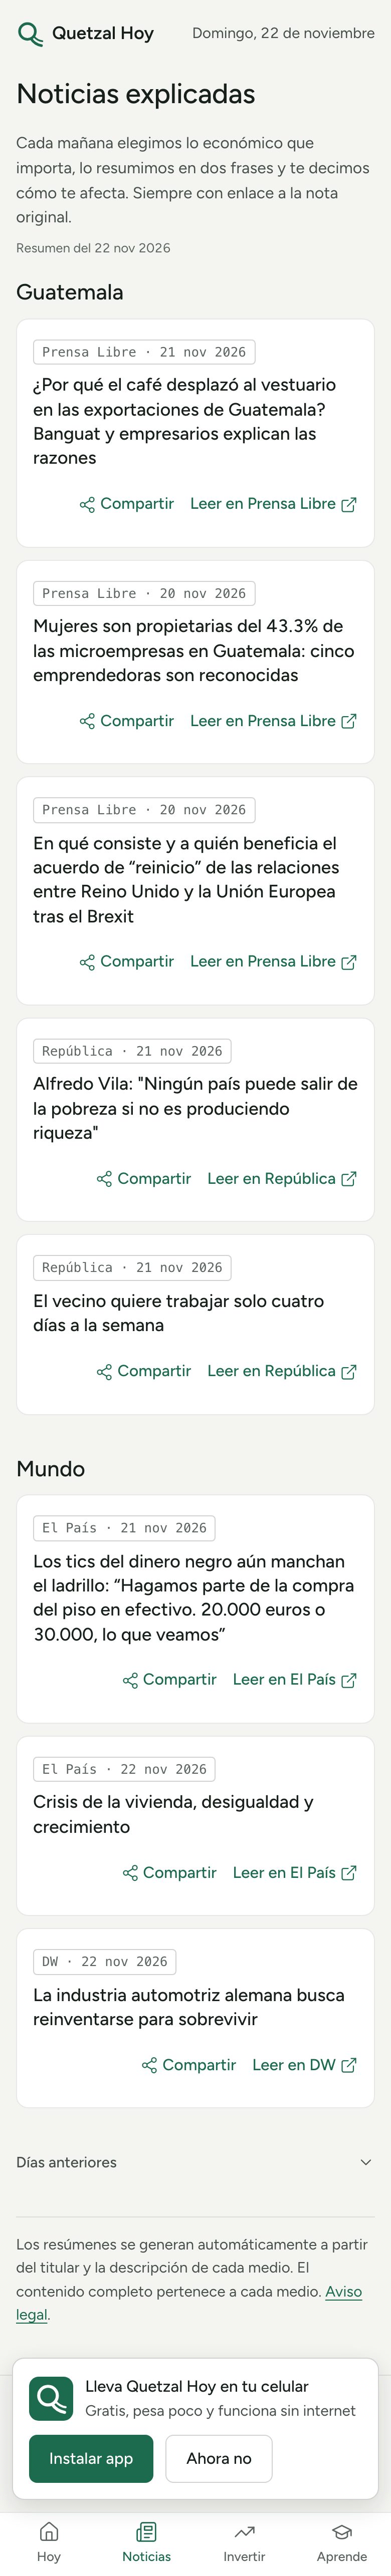 Quetzal Hoy
Domingo, 22 de noviembre
Noticias explicadas
Cada mañana elegimos lo económico que
importa, lo resumimos en dos frases y te decimos
cómo te afecta. Siempre con enlace a la nota
original.
Resumen del 22 nov 2026
Guatemala
Prensa Libre · 21 nov 2026
¿Por qué el café desplazó al vestuario
en las exportaciones de Guatemala?
Banguat y empresarios explican las
razones
Compartir
Leer en Prensa Libre
Prensa Libre · 20 nov 2026
Mujeres son propietarias del 43.3% de
las microempresas en Guatemala: cinco
emprendedoras son reconocidas
Compartir
Leer en Prensa Libre
Prensa Libre · 20 nov 2026
En qué consiste y a quién beneficia el
acuerdo de “reinicio” de las relaciones
entre Reino Unido y la Unión Europea
tras el Brexit
Compartir
Leer en Prensa Libre
República · 21 nov 2026
Alfredo Vila: "Ningún país puede salir de
la pobreza si no es produciendo
riqueza"
Compartir
Leer en República
República · 21 nov 2026
El vecino quiere trabajar solo cuatro
días a la semana
Compartir
Leer en República
Mundo
El País · 21 nov 2026
Los tics del dinero negro aún manchan
el ladrillo: “Hagamos parte de la compra
del piso en efectivo. 20.000 euros o
30.000, lo que veamos”
Compartir
Leer en El País
El País · 22 nov 2026
Crisis de la vivienda, desigualdad y
crecimiento
Compartir
Leer en El País
DW · 22 nov 2026
La industria automotriz alemana busca
reinventarse para sobrevivir
Compartir
Leer en DW
Días anteriores
Los resúmenes se generan automáticamente a partir
del titular y la descripción de cada medio. El
contenido completo pertenece a cada medio. Aviso
legal.
Lleva Quetzal Hoy en tu celular
Gratis, pesa poco y funciona sin internet
Instalar app
Ahora no
Hoy
Noticias
Invertir
Aprende